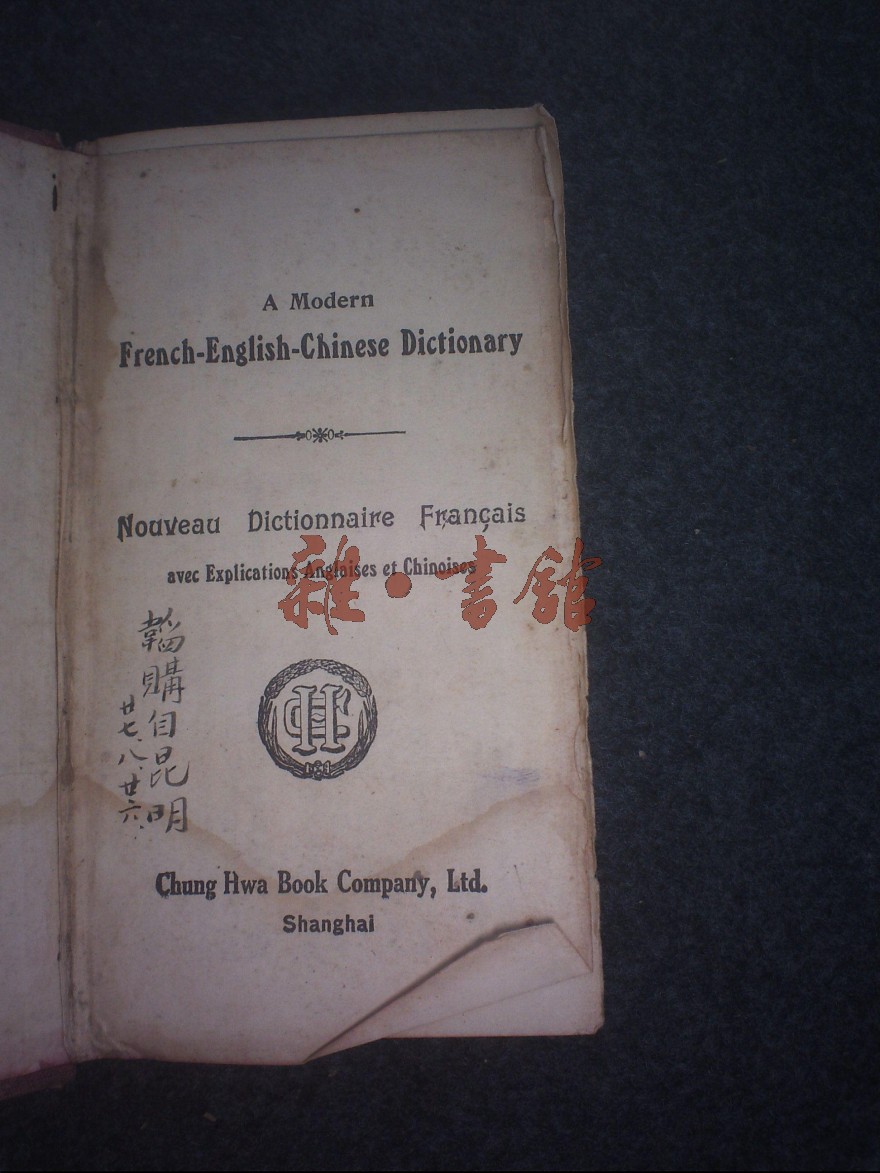 A Modern
French-English-Chinese Dictionary
Nouveau Dictionnaire Français
avec Explications Anglaises et Chinoises
雜·書館
韜購自昆明
廿七、八、廿六、
Chung Hwa Book Company, Ltd.
Shanghai